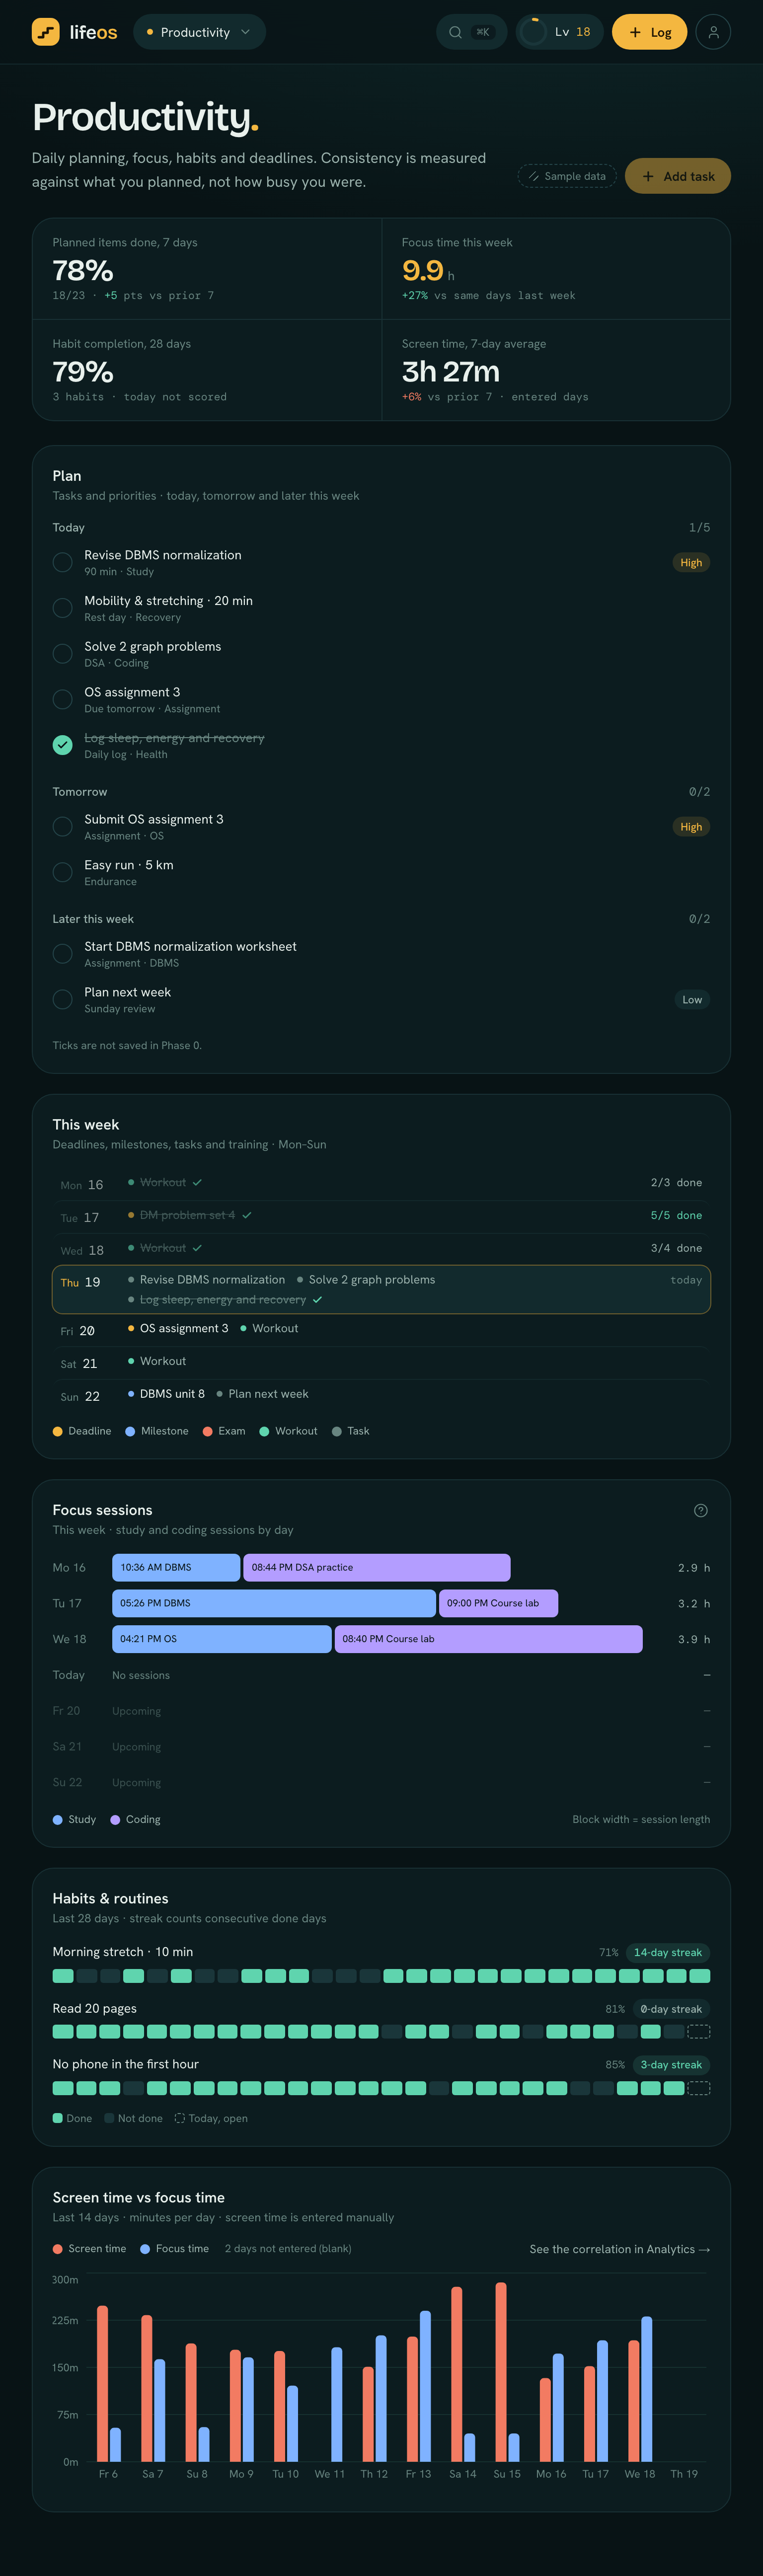 lifeos
Productivity
⌘K
Lv 18
+ Log
Productivity.
Daily planning, focus, habits and deadlines. Consistency is measured
against what you planned, not how busy you were.
Sample data
+ Add task
Planned items done, 7 days
78%
18/23 · +5 pts vs prior 7
Focus time this week
9.9 h
+27% vs same days last week
Habit completion, 28 days
79%
3 habits · today not scored
Screen time, 7-day average
3h 27m
+6% vs prior 7 · entered days
Plan
Tasks and priorities · today, tomorrow and later this week
Today 1/5
Revise DBMS normalization
90 min · Study
High
Mobility & stretching · 20 min
Rest day · Recovery
Solve 2 graph problems
DSA · Coding
OS assignment 3
Due tomorrow · Assignment
Log sleep, energy and recovery
Daily log · Health
Tomorrow 0/2
Submit OS assignment 3
Assignment · OS
High
Easy run · 5 km
Endurance
Later this week 0/2
Start DBMS normalization worksheet
Assignment · DBMS
Plan next week
Sunday review
Low
Ticks are not saved in Phase 0.
This week
Deadlines, milestones, tasks and training · Mon–Sun
Mon 16 Workout 2/3 done
Tue 17 DM problem set 4 5/5 done
Wed 18 Workout 3/4 done
Thu 19 Revise DBMS normalization Solve 2 graph problems today
Log sleep, energy and recovery
Fri 20 OS assignment 3 Workout
Sat 21 Workout
Sun 22 DBMS unit 8 Plan next week
Deadline Milestone Exam Workout Task
Focus sessions
This week · study and coding sessions by day
Mo 16 10:36 AM DBMS 08:44 PM DSA practice 2.9 h
Tu 17 05:26 PM DBMS 09:00 PM Course lab 3.2 h
We 18 04:21 PM OS 08:40 PM Course lab 3.9 h
Today No sessions —
Fr 20 Upcoming —
Sa 21 Upcoming —
Su 22 Upcoming —
Study Coding Block width = session length
Habits & routines
Last 28 days · streak counts consecutive done days
Morning stretch · 10 min 71% 14-day streak
Read 20 pages 81% 0-day streak
No phone in the first hour 85% 3-day streak
Done Not done Today, open
Screen time vs focus time
Last 14 days · minutes per day · screen time is entered manually
Screen time Focus time 2 days not entered (blank) See the correlation in Analytics →
300m
225m
150m
75m
0m
Fr 6 Sa 7 Su 8 Mo 9 Tu 10 We 11 Th 12 Fr 13 Sa 14 Su 15 Mo 16 Tu 17 We 18 Th 19